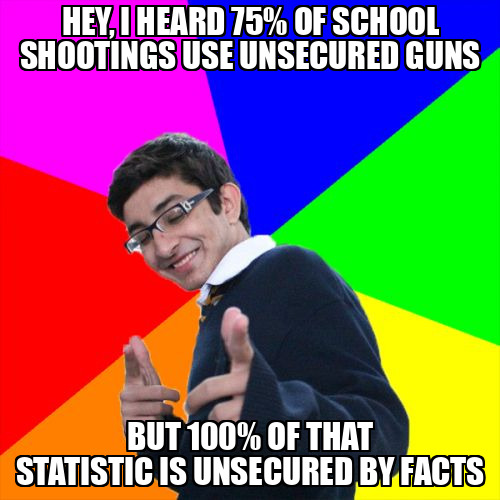 HEY, I HEARD 75% OF SCHOOL
SHOOTINGS USE UNSECURED GUNS
BUT 100% OF THAT
STATISTIC IS UNSECURED BY FACTS